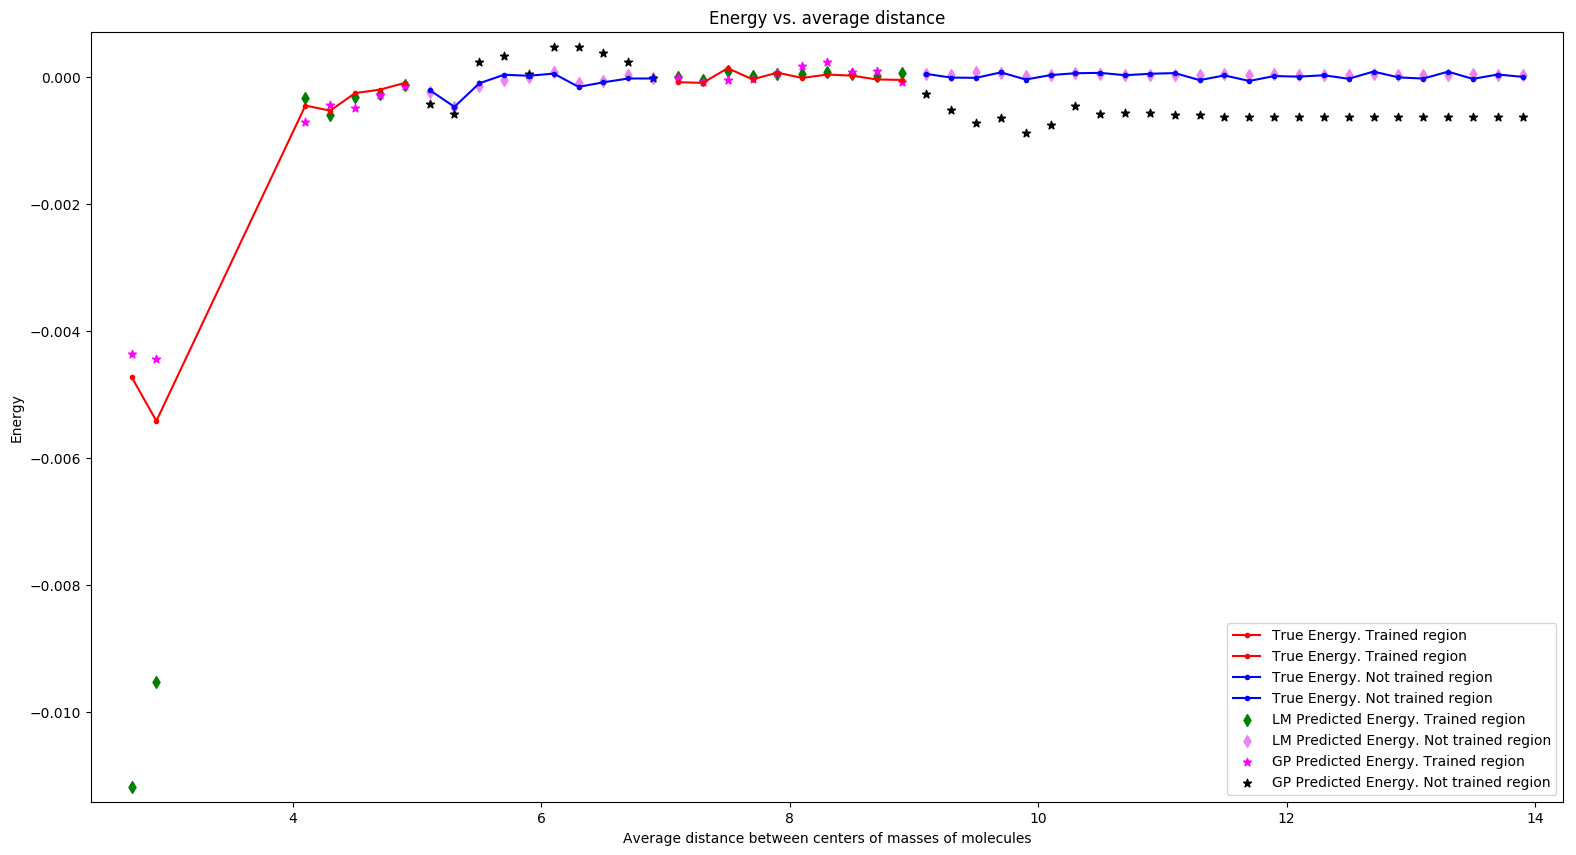 Energy vs. average distance
0.000
−0.002
−0.004
−0.006
−0.008
−0.010
Energy
4
6
8
10
12
14
Average distance between centers of masses of molecules
True Energy. Trained region
True Energy. Trained region
True Energy. Not trained region
True Energy. Not trained region
LM Predicted Energy. Trained region
LM Predicted Energy. Not trained region
GP Predicted Energy. Trained region
GP Predicted Energy. Not trained region